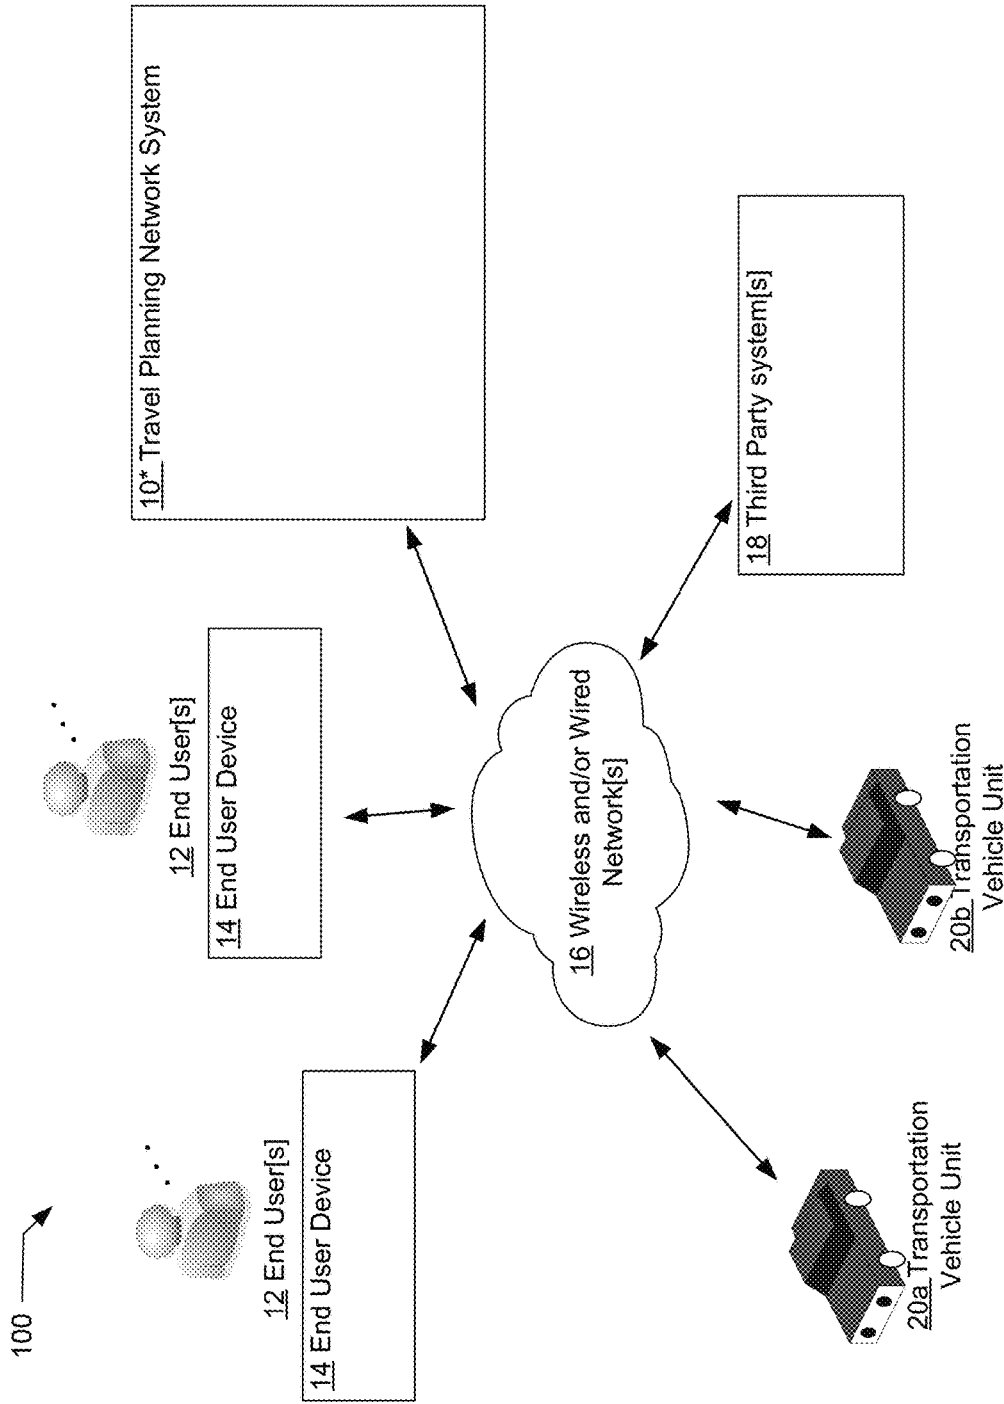 100
12 End User[s]
14 End User Device
12 End User[s]
14 End User Device
10* Travel Planning Network System
16 Wireless and/or Wired
Network[s]
20a Transportation
Vehicle Unit
20b Transportation
Vehicle Unit
18 Third Party system[s]